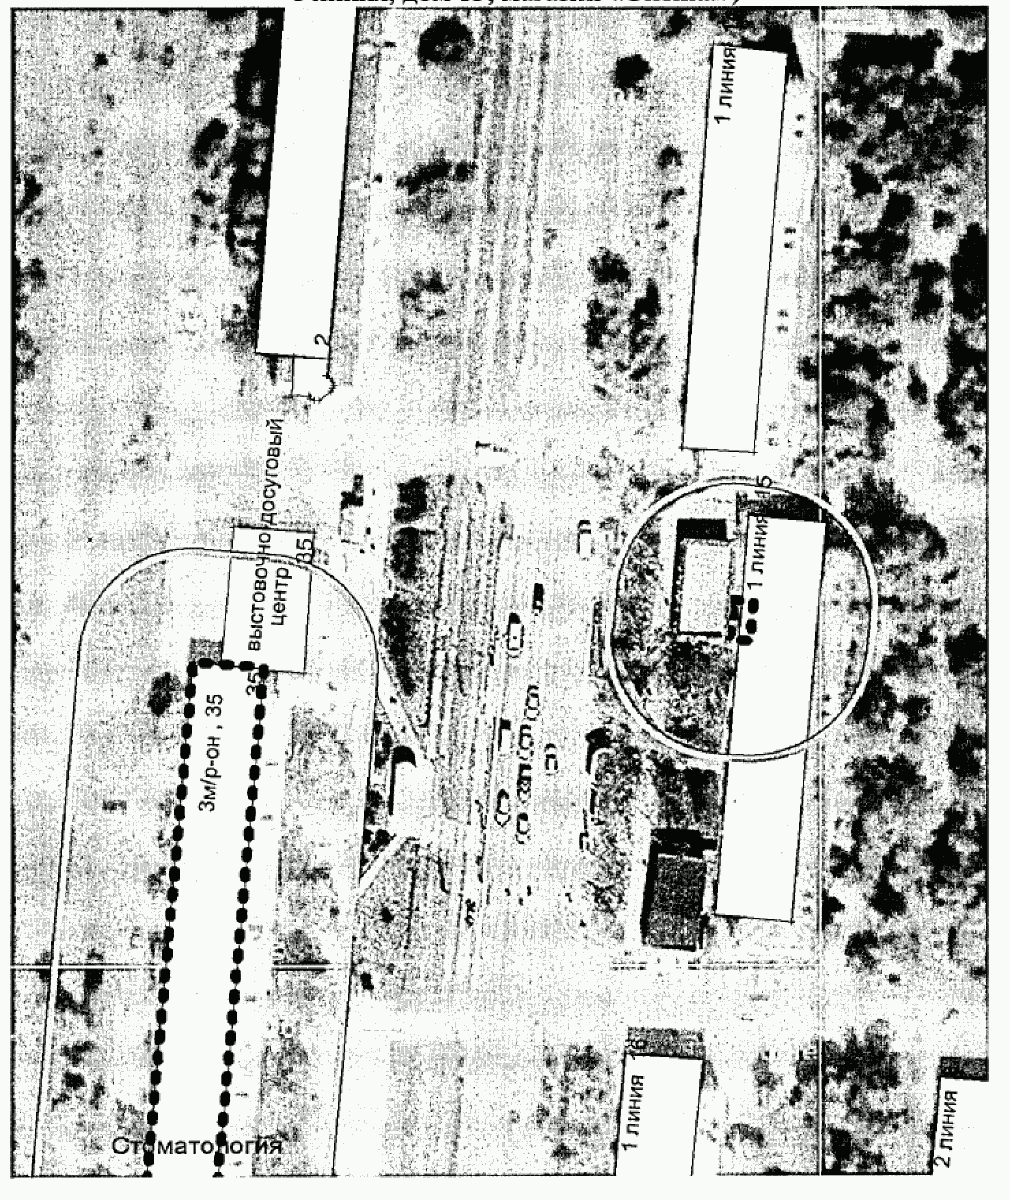 1 линия
2
выстовочно-досуговый
центр
35
1 линия 15
35
3м/р-он , 35
1 линия 16
2 линия
Стоматология